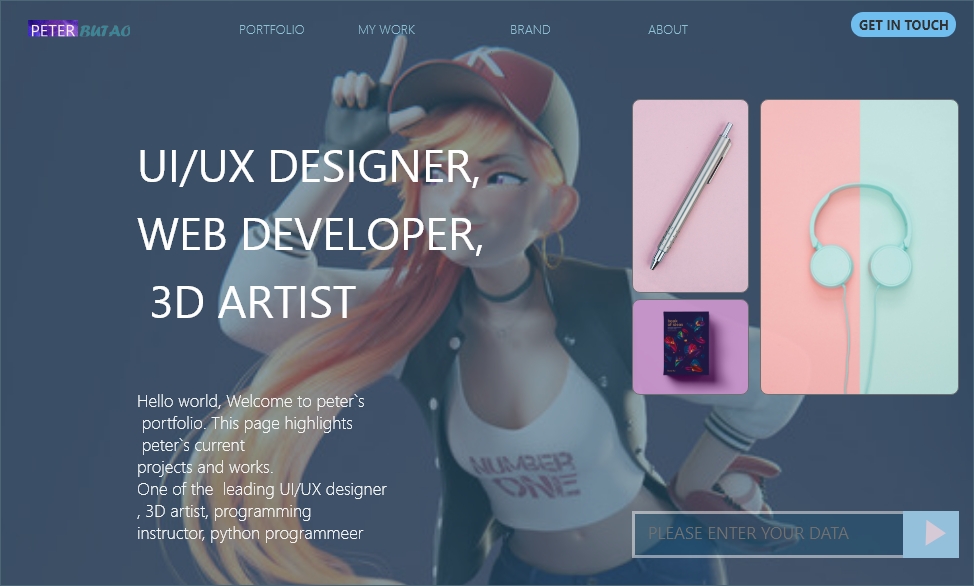 PETER BUTAO
PORTFOLIO
MY WORK
BRAND
ABOUT
GET IN TOUCH
UI/UX DESIGNER,
WEB DEVELOPER,
3D ARTIST
Hello world, Welcome to peter`s
portfolio. This page highlights
peter`s current
projects and works.
One of the  leading UI/UX designer
, 3D artist, programming
instructor, python programmeer
NUMBER
ONE
PLEASE ENTER YOUR DATA